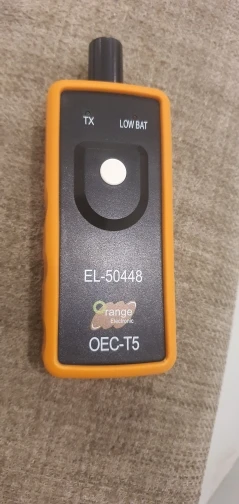 TX LOW BAT
EL-50448
Orange
Electronic
OEC-T5